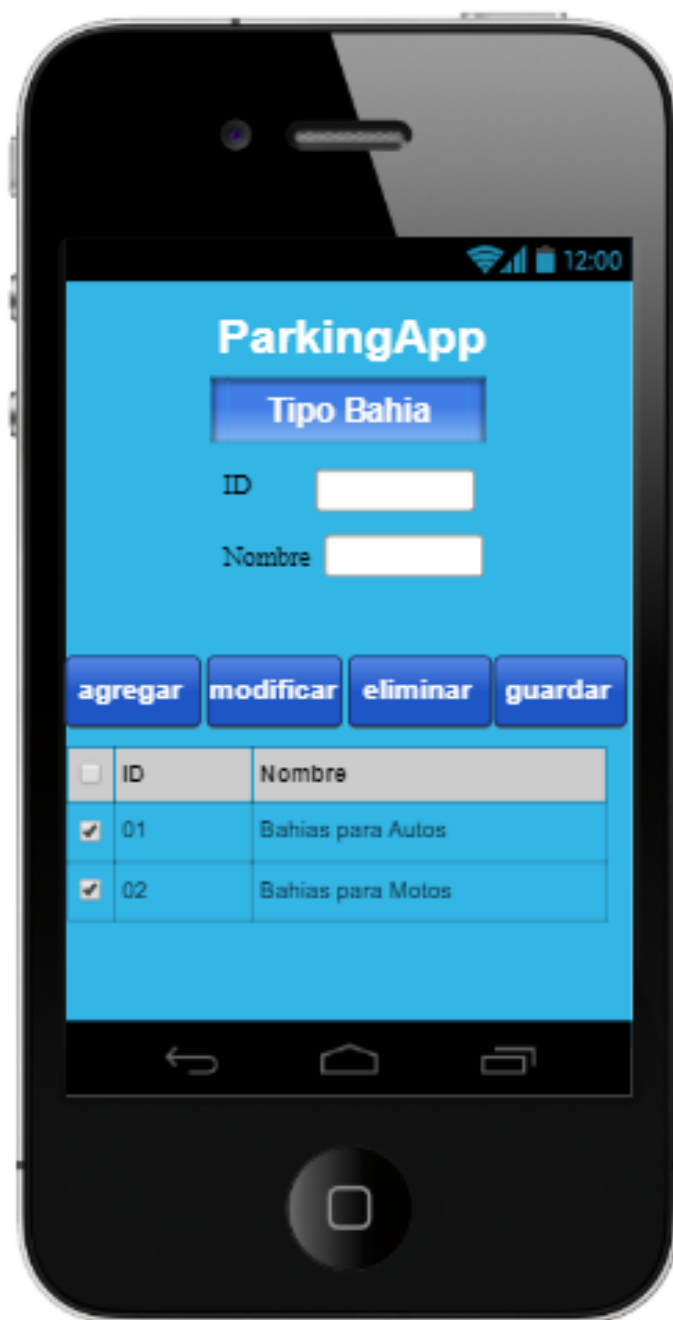 12:00
ParkingApp
Tipo Bahia
ID
Nombre
agregar modificar eliminar guardar
ID Nombre
01 Bahias para Autos
02 Bahias para Motos